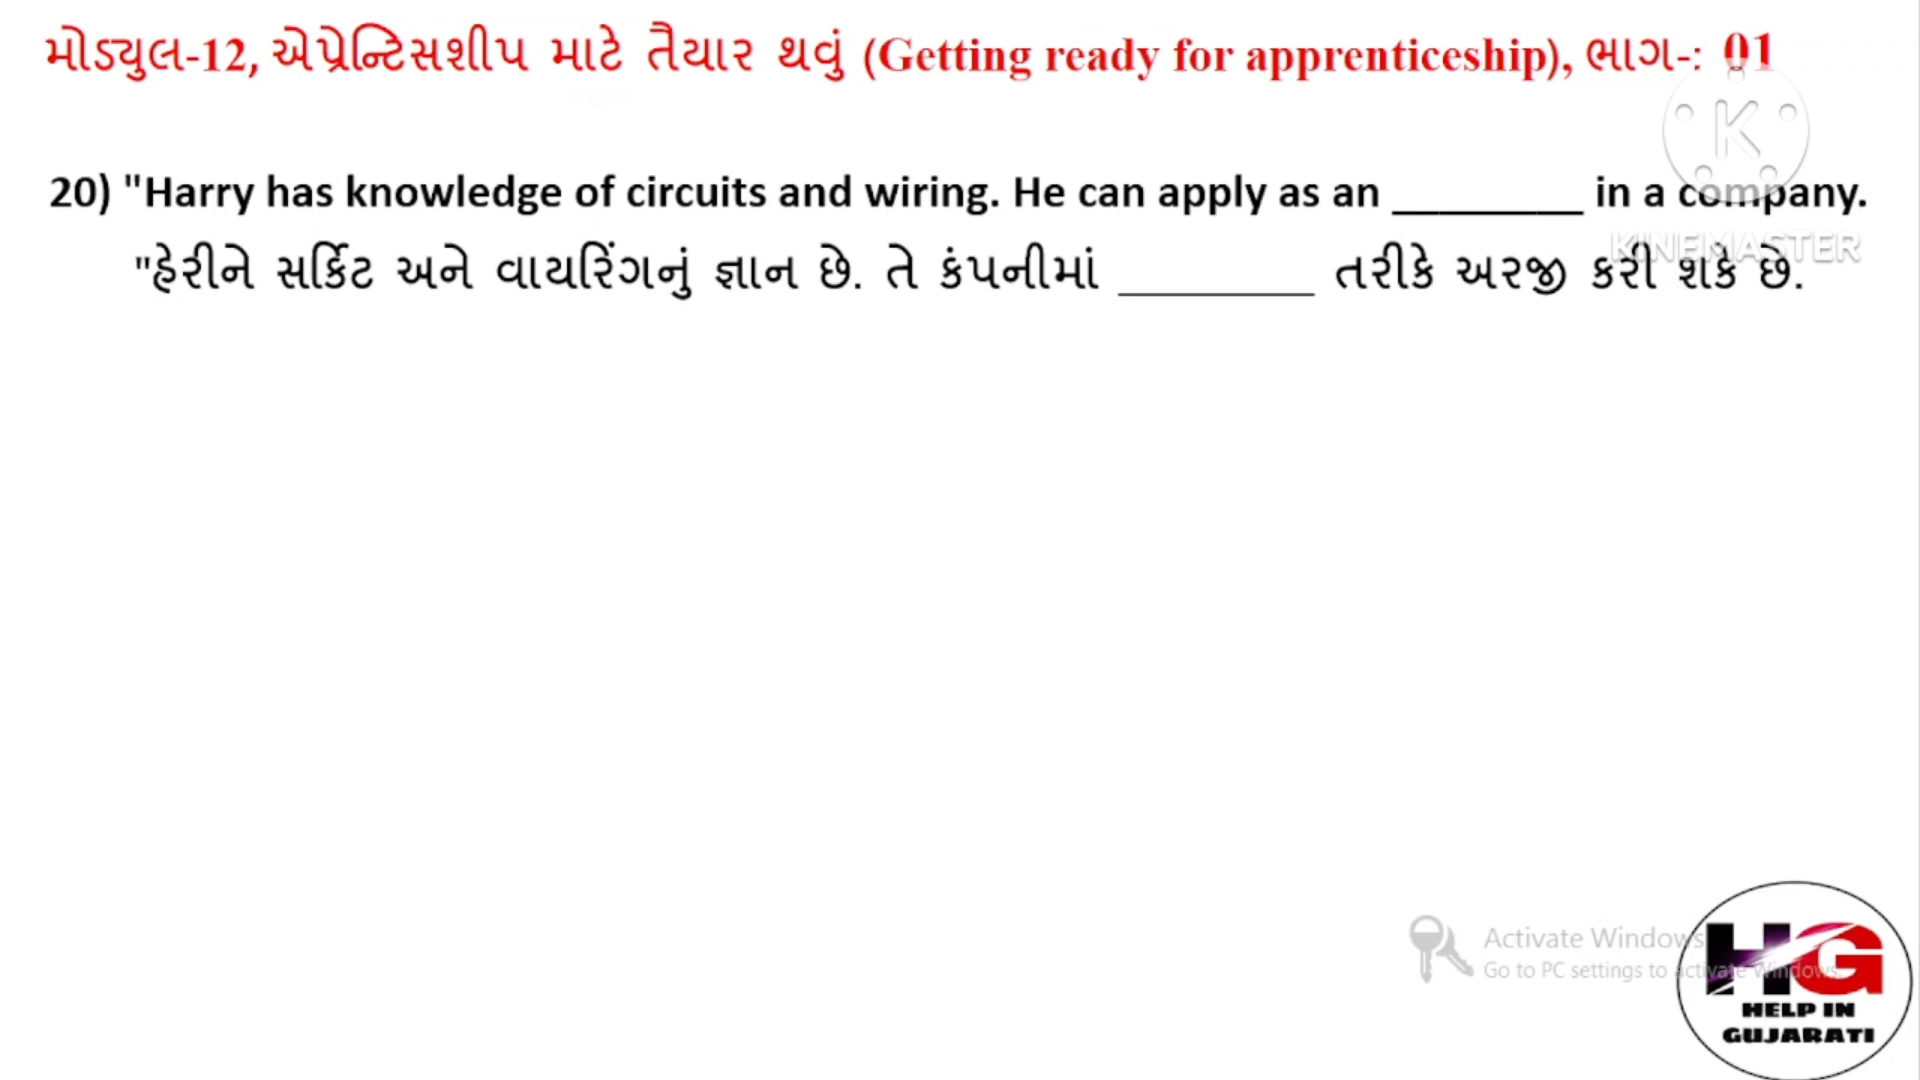 મોડ્યુલ-12, એપ્રેન્ટિસશીપ માટે તૈયાર થવું (Getting ready for apprenticeship), ભાગ-: 01
20) "Harry has knowledge of circuits and wiring. He can apply as an ________ in a company.
"હેરીને સર્કિટ અને વાયરિંગનું જ્ઞાન છે. તે કંપનીમાં ________ તરીકે અરજી કરી શકે છે.
K
KINEMASTER
Activate Windows
Go to PC settings to activate Windows.
HG
HELP IN
GUJARATI